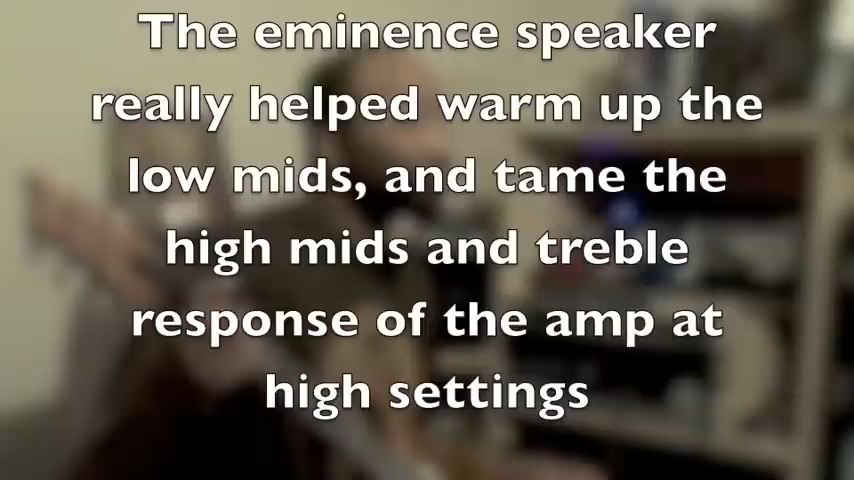 The eminence speaker
really helped warm up the
low mids, and tame the
high mids and treble
response of the amp at
high settings